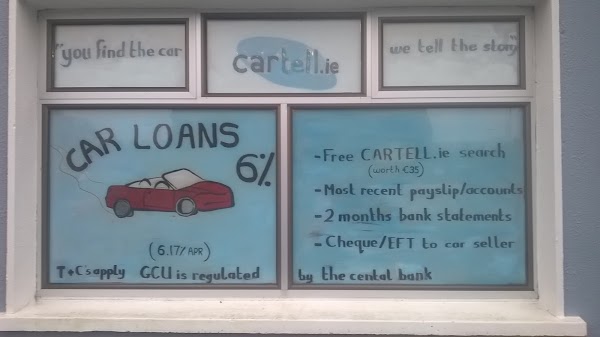 "you find the car
cartell.ie
we tell the story"
CAR LOANS
6%
(6.17% APR)
T+C's apply GCU is regulated
- Free CARTELL.ie search
(worth €35)
- Most recent payslip/accounts
- 2 months bank statements
- Cheque/EFT to car seller
by the cental bank